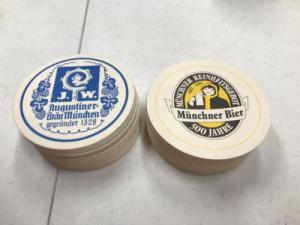 J. W.
Augustiner-
Bräu München
gegründet 1328
MÜNCHNER REINHEITSGEBOT
Münchner Bier
500 JAHRE